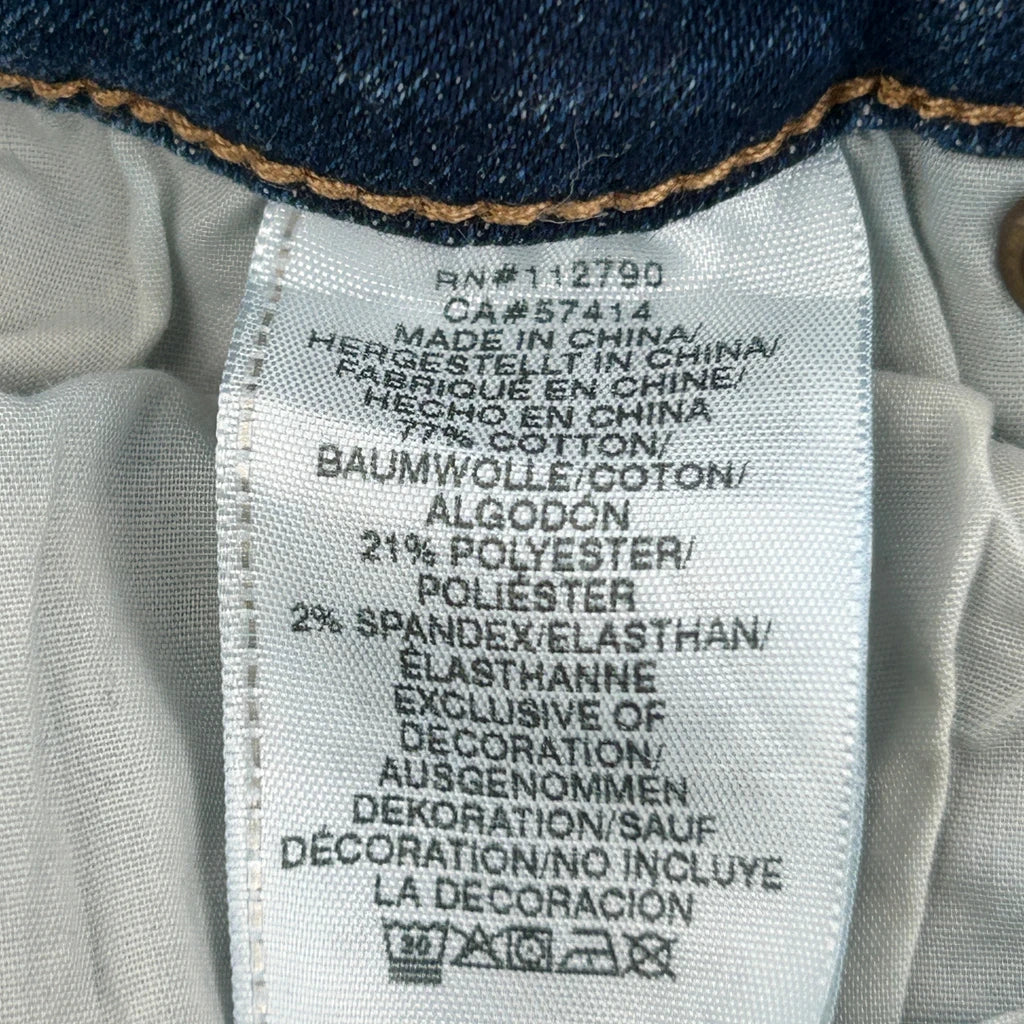 RN#112790
CA#57414
MADE IN CHINA/
HERGESTELLT IN CHINA/
FABRIQUÉ EN CHINE/
HECHO EN CHINA
77% COTTON/
BAUMWOLLE/COTON/
ALGODÓN
21% POLYESTER/
POLIÉSTER
2% SPANDEX/ELASTHAN/
ÉLASTHANNE
EXCLUSIVE OF
DECORATION/
AUSGENOMMEN
DEKORATION/SAUF
DÉCORATION/NO INCLUYE
LA DECORACIÓN
30